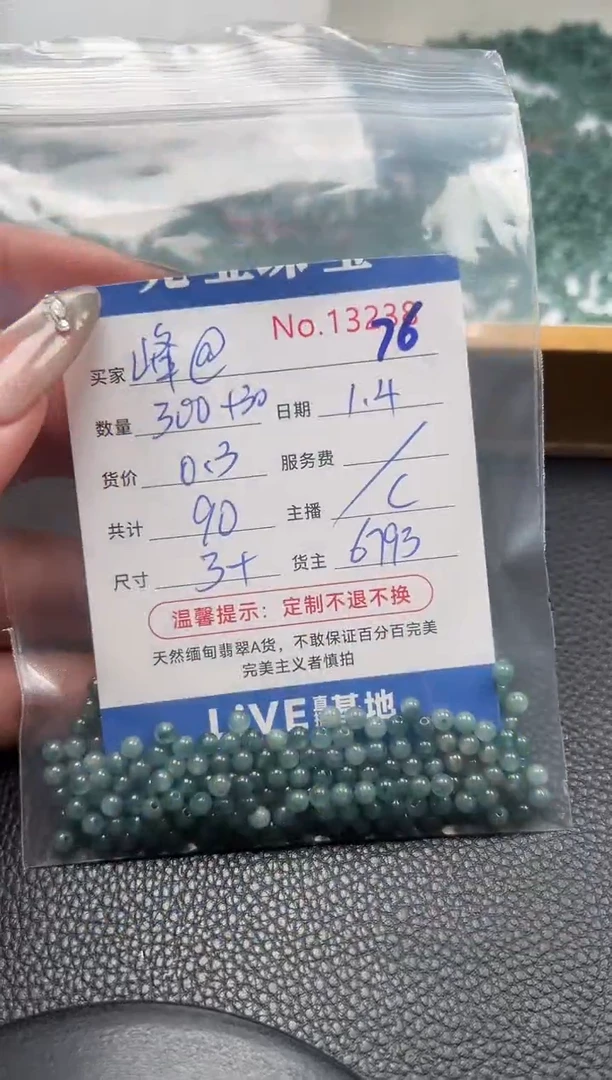 No.13238
76
买家 峰@
数量 300+30 日期 1.4
货价 0.3 服务费 /
共计 90 主播 C
尺寸 3+ 货主 6793
温馨提示：定制不退不换
天然缅甸翡翠A货，不敢保证百分百完美
完美主义者慎拍
LiVE 基地